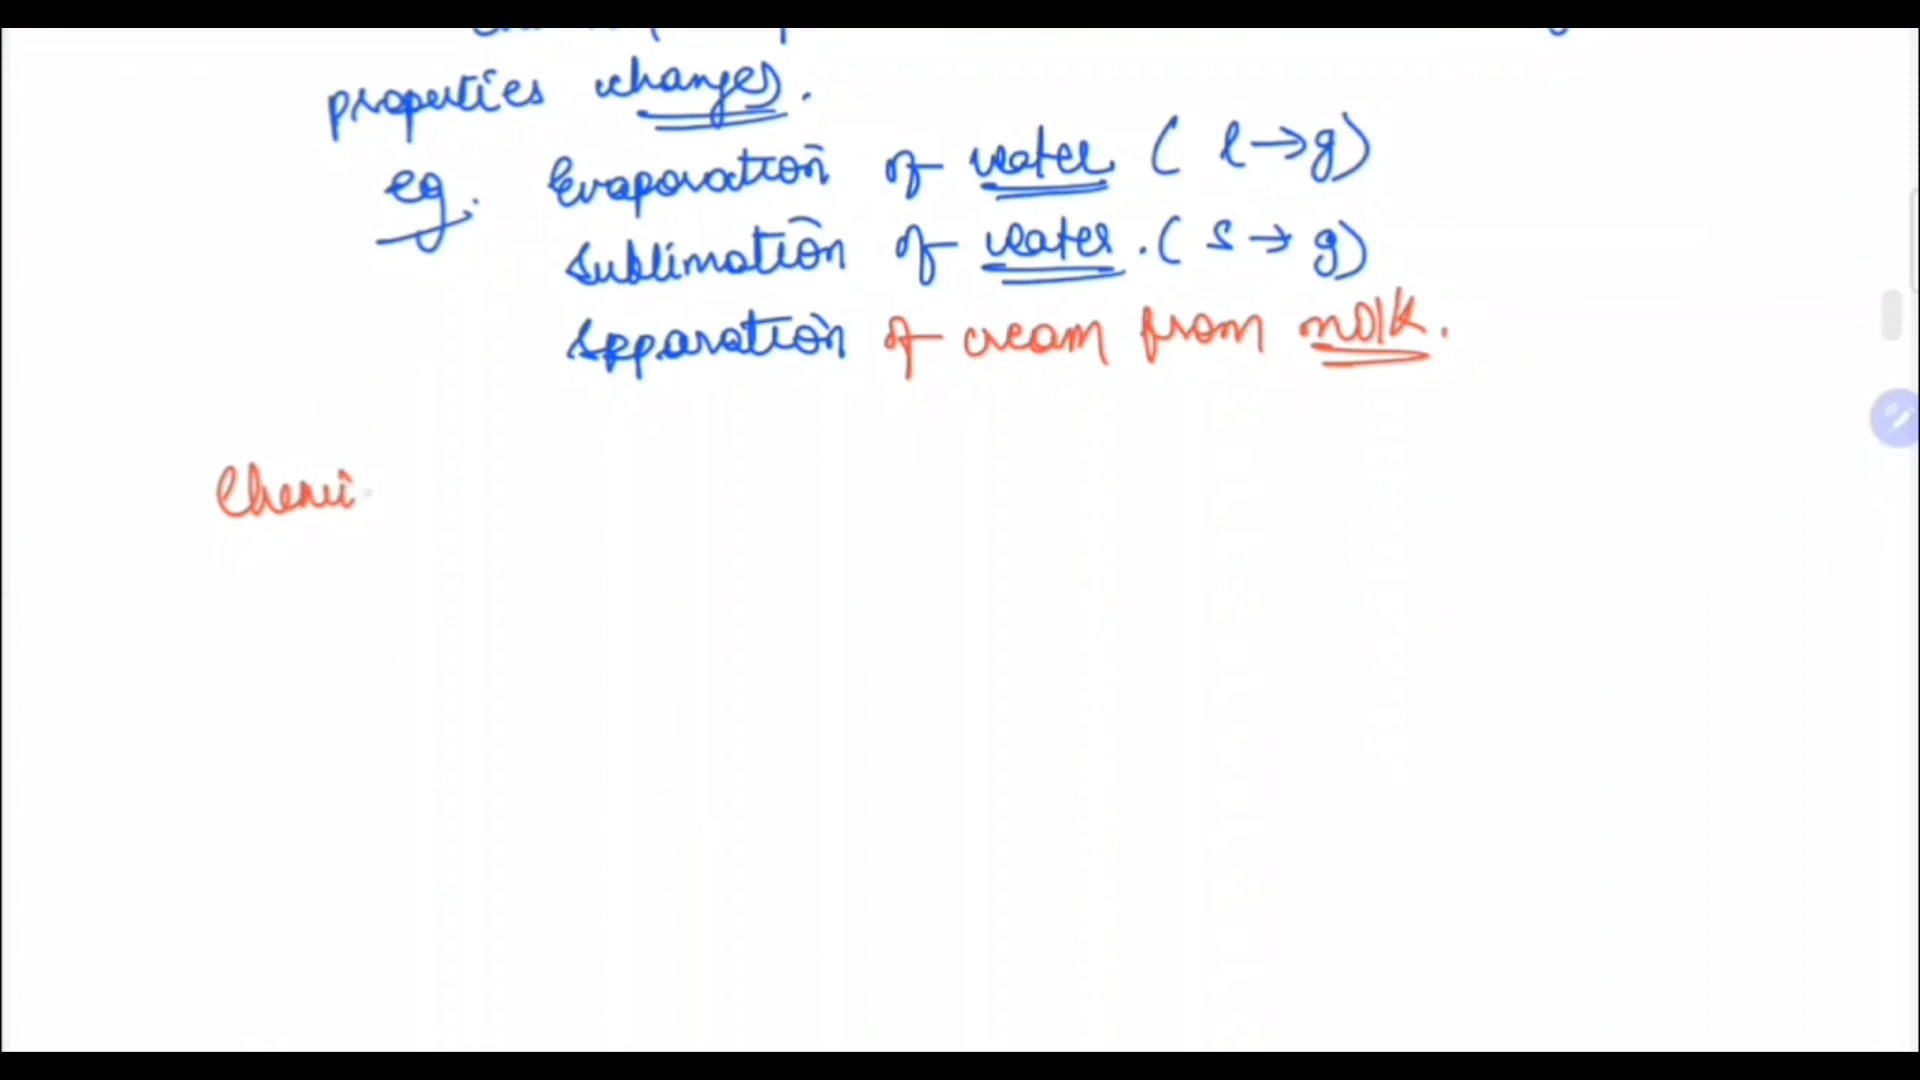 properties changes.
eg. Evaporation of water ( l → g)
Sublimation of water. ( s → g)
Separation of cream from milk.
Chemi